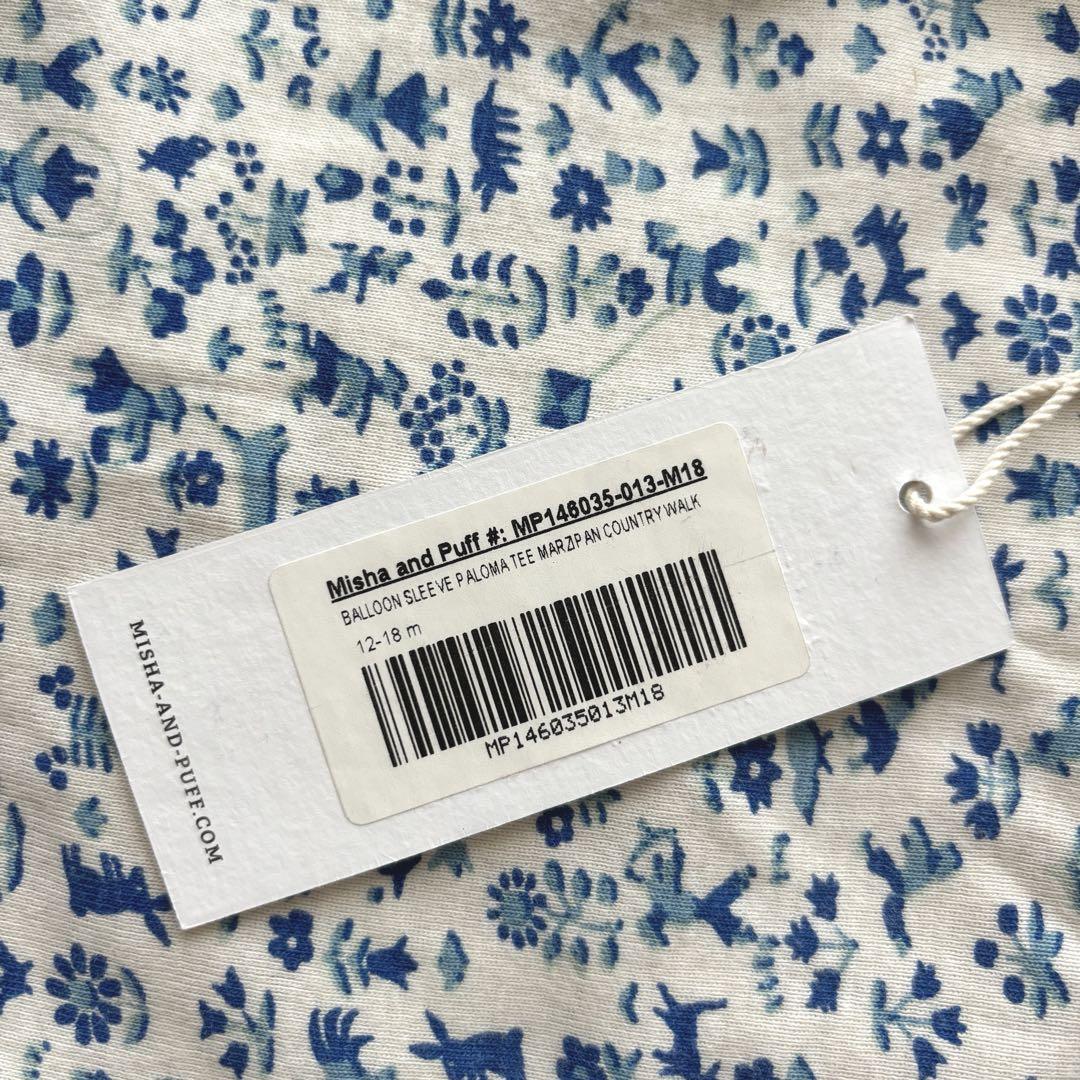 Misha and Puff #: MP146035-013-M18
BALLOON SLEEVE PALOMA TEE MARZIPAN COUNTRY WALK
12-18 m
MP146035013M18
MISHA-AND-PUFF.COM